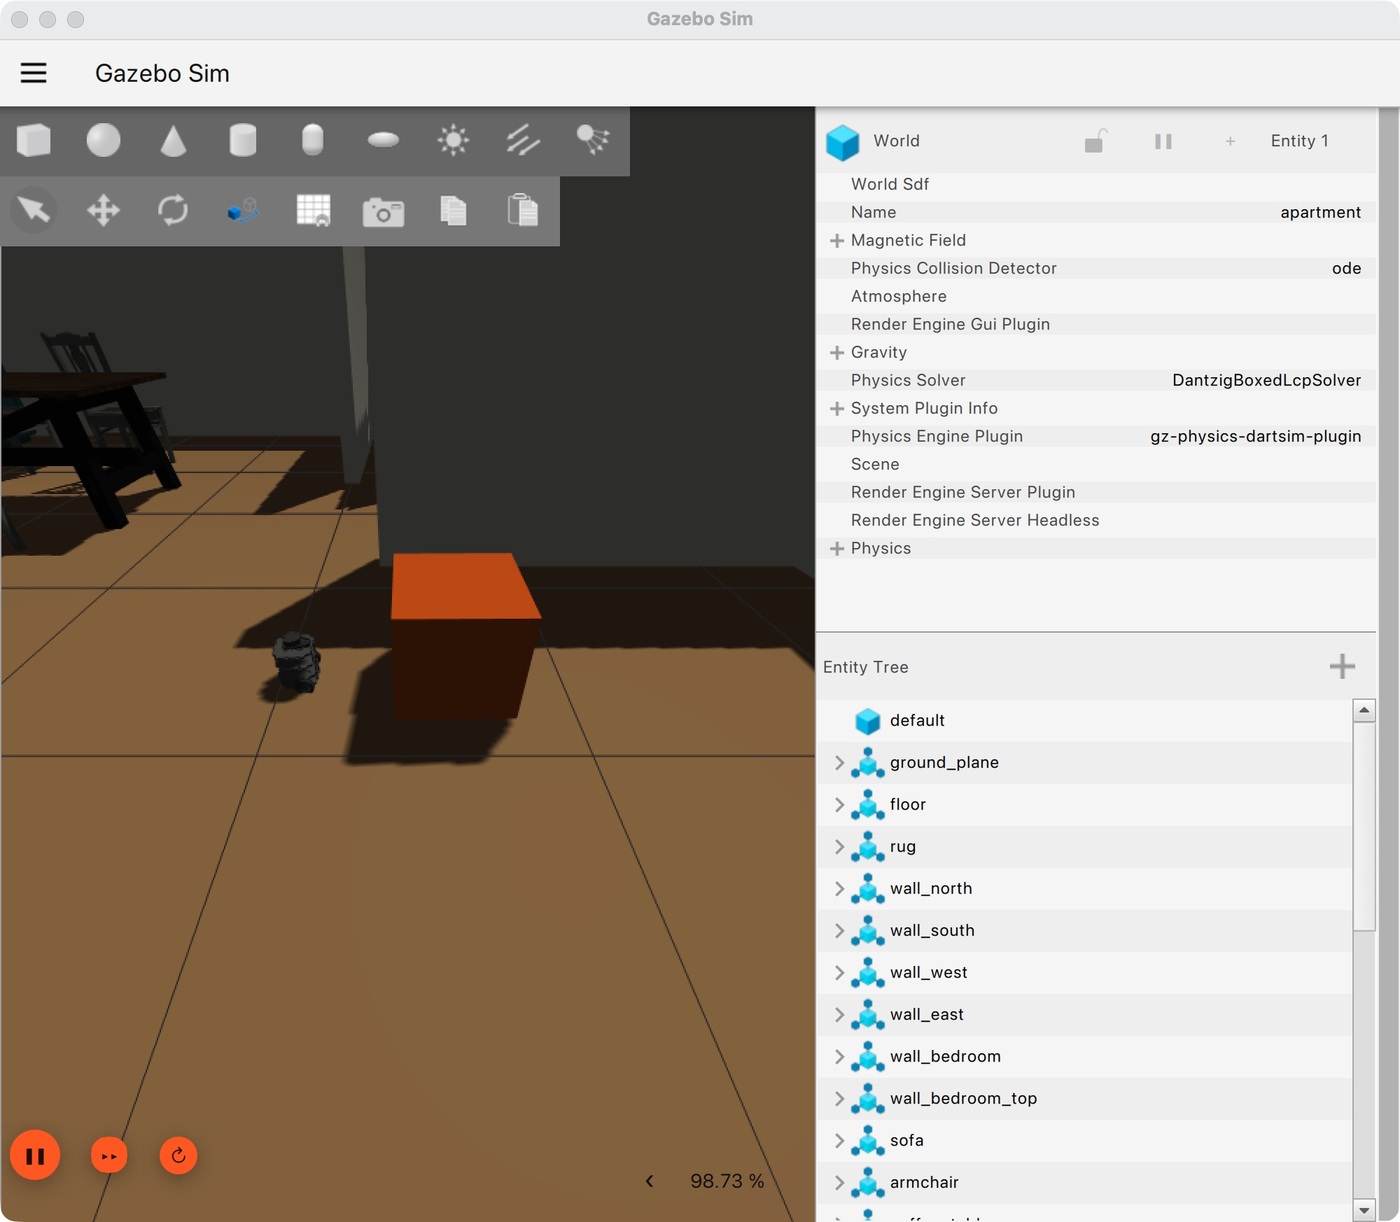 Gazebo Sim
Gazebo Sim
World
Entity 1
World Sdf
Name apartment
Magnetic Field
Physics Collision Detector ode
Atmosphere
Render Engine Gui Plugin
Gravity
Physics Solver DantzigBoxedLcpSolver
System Plugin Info
Physics Engine Plugin gz-physics-dartsim-plugin
Scene
Render Engine Server Plugin
Render Engine Server Headless
Physics
Entity Tree
default
ground_plane
floor
rug
wall_north
wall_south
wall_west
wall_east
wall_bedroom
wall_bedroom_top
sofa
armchair
98.73 %